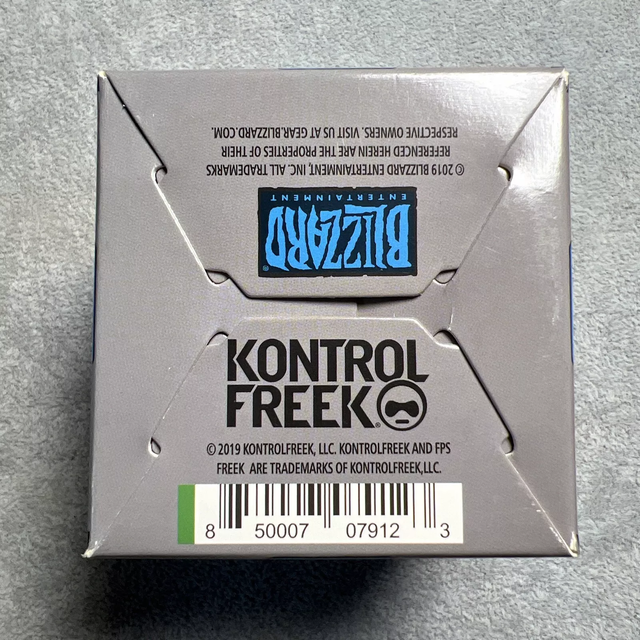 © 2019 BLIZZARD ENTERTAINMENT, INC. ALL TRADEMARKS
REFERENCED HEREIN ARE THE PROPERTIES OF THEIR
RESPECTIVE OWNERS. VISIT US AT GEAR.BLIZZARD.COM.
BLIZZARD®
ENTERTAINMENT
KONTROL
FREEK®
© 2019 KONTROLFREEK, LLC. KONTROLFREEK AND FPS
FREEK ARE TRADEMARKS OF KONTROLFREEK,LLC.
8 50007 07912 3